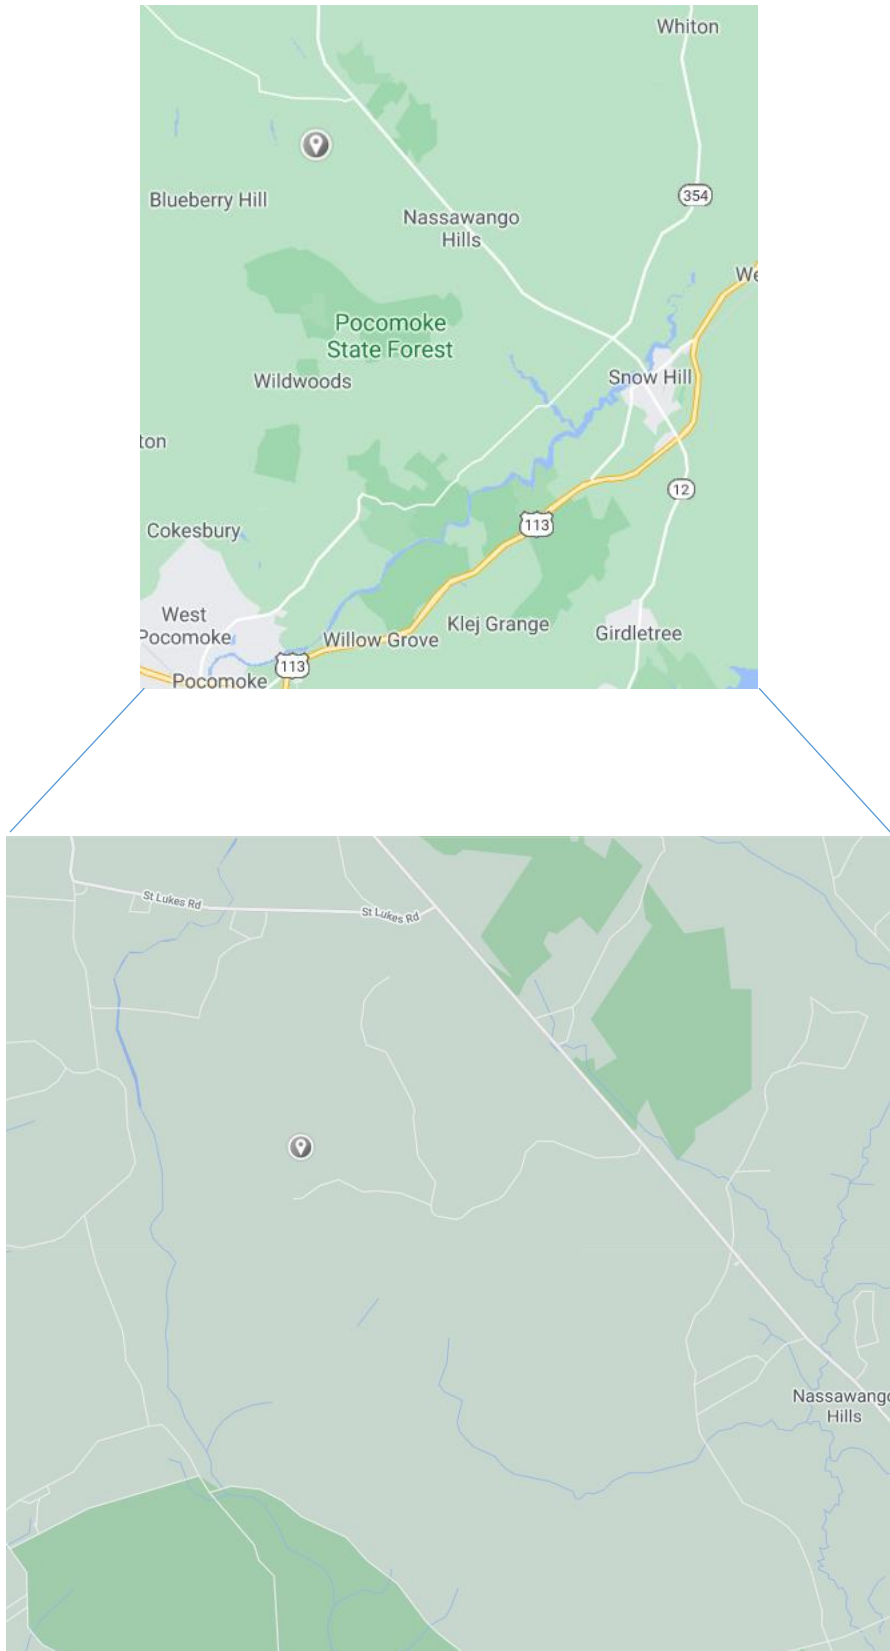 Whiton
354
Blueberry Hill
Nassawango
Hills
We
Pocomoke
State Forest
Snow Hill
Wildwoods
ton
12
113
Cokesbury
West
Pocomoke
Klej Grange
Girdletree
Willow Grove
113
Pocomoke
St Lukes Rd
St Lukes Rd
Nassawango
Hills